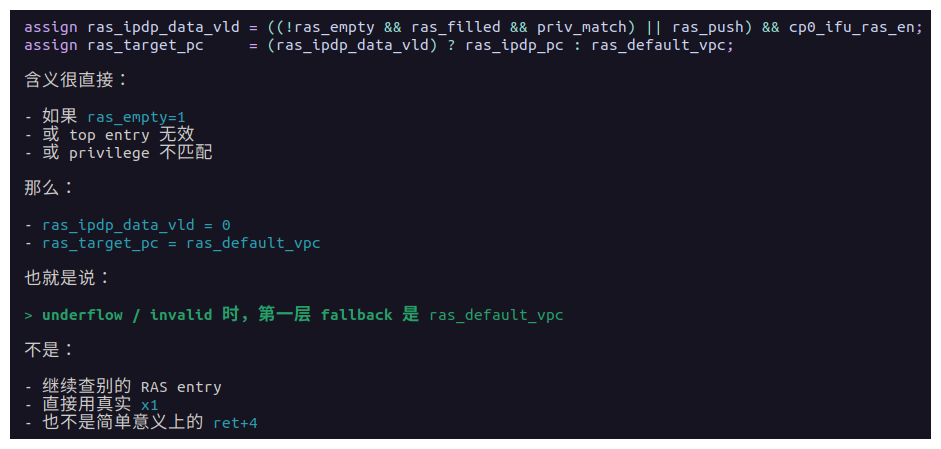 assign ras_ipdp_data_vld = ((!ras_empty && ras_filled && priv_match) || ras_push) && cp0_ifu_ras_en;
assign ras_target_pc     = (ras_ipdp_data_vld) ? ras_ipdp_pc : ras_default_vpc;
含义很直接：
- 如果 ras_empty=1
- 或 top entry 无效
- 或 privilege 不匹配
那么：
- ras_ipdp_data_vld = 0
- ras_target_pc = ras_default_vpc
也就是说：
> underflow / invalid 时，第一层 fallback 是 ras_default_vpc
不是：
- 继续查别的 RAS entry
- 直接用真实 x1
- 也不是简单意义上的 ret+4